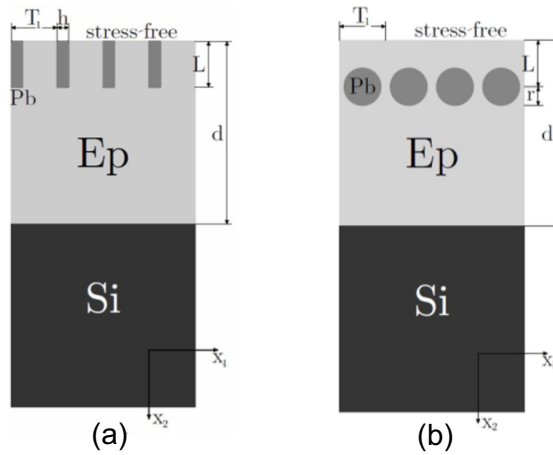 T₁ h stress-free
L
Pb
d
Ep
Si
x₁
x₂
(a)
T₁ stress-free
L
Pb
r
d
Ep
Si
x
x₂
(b)